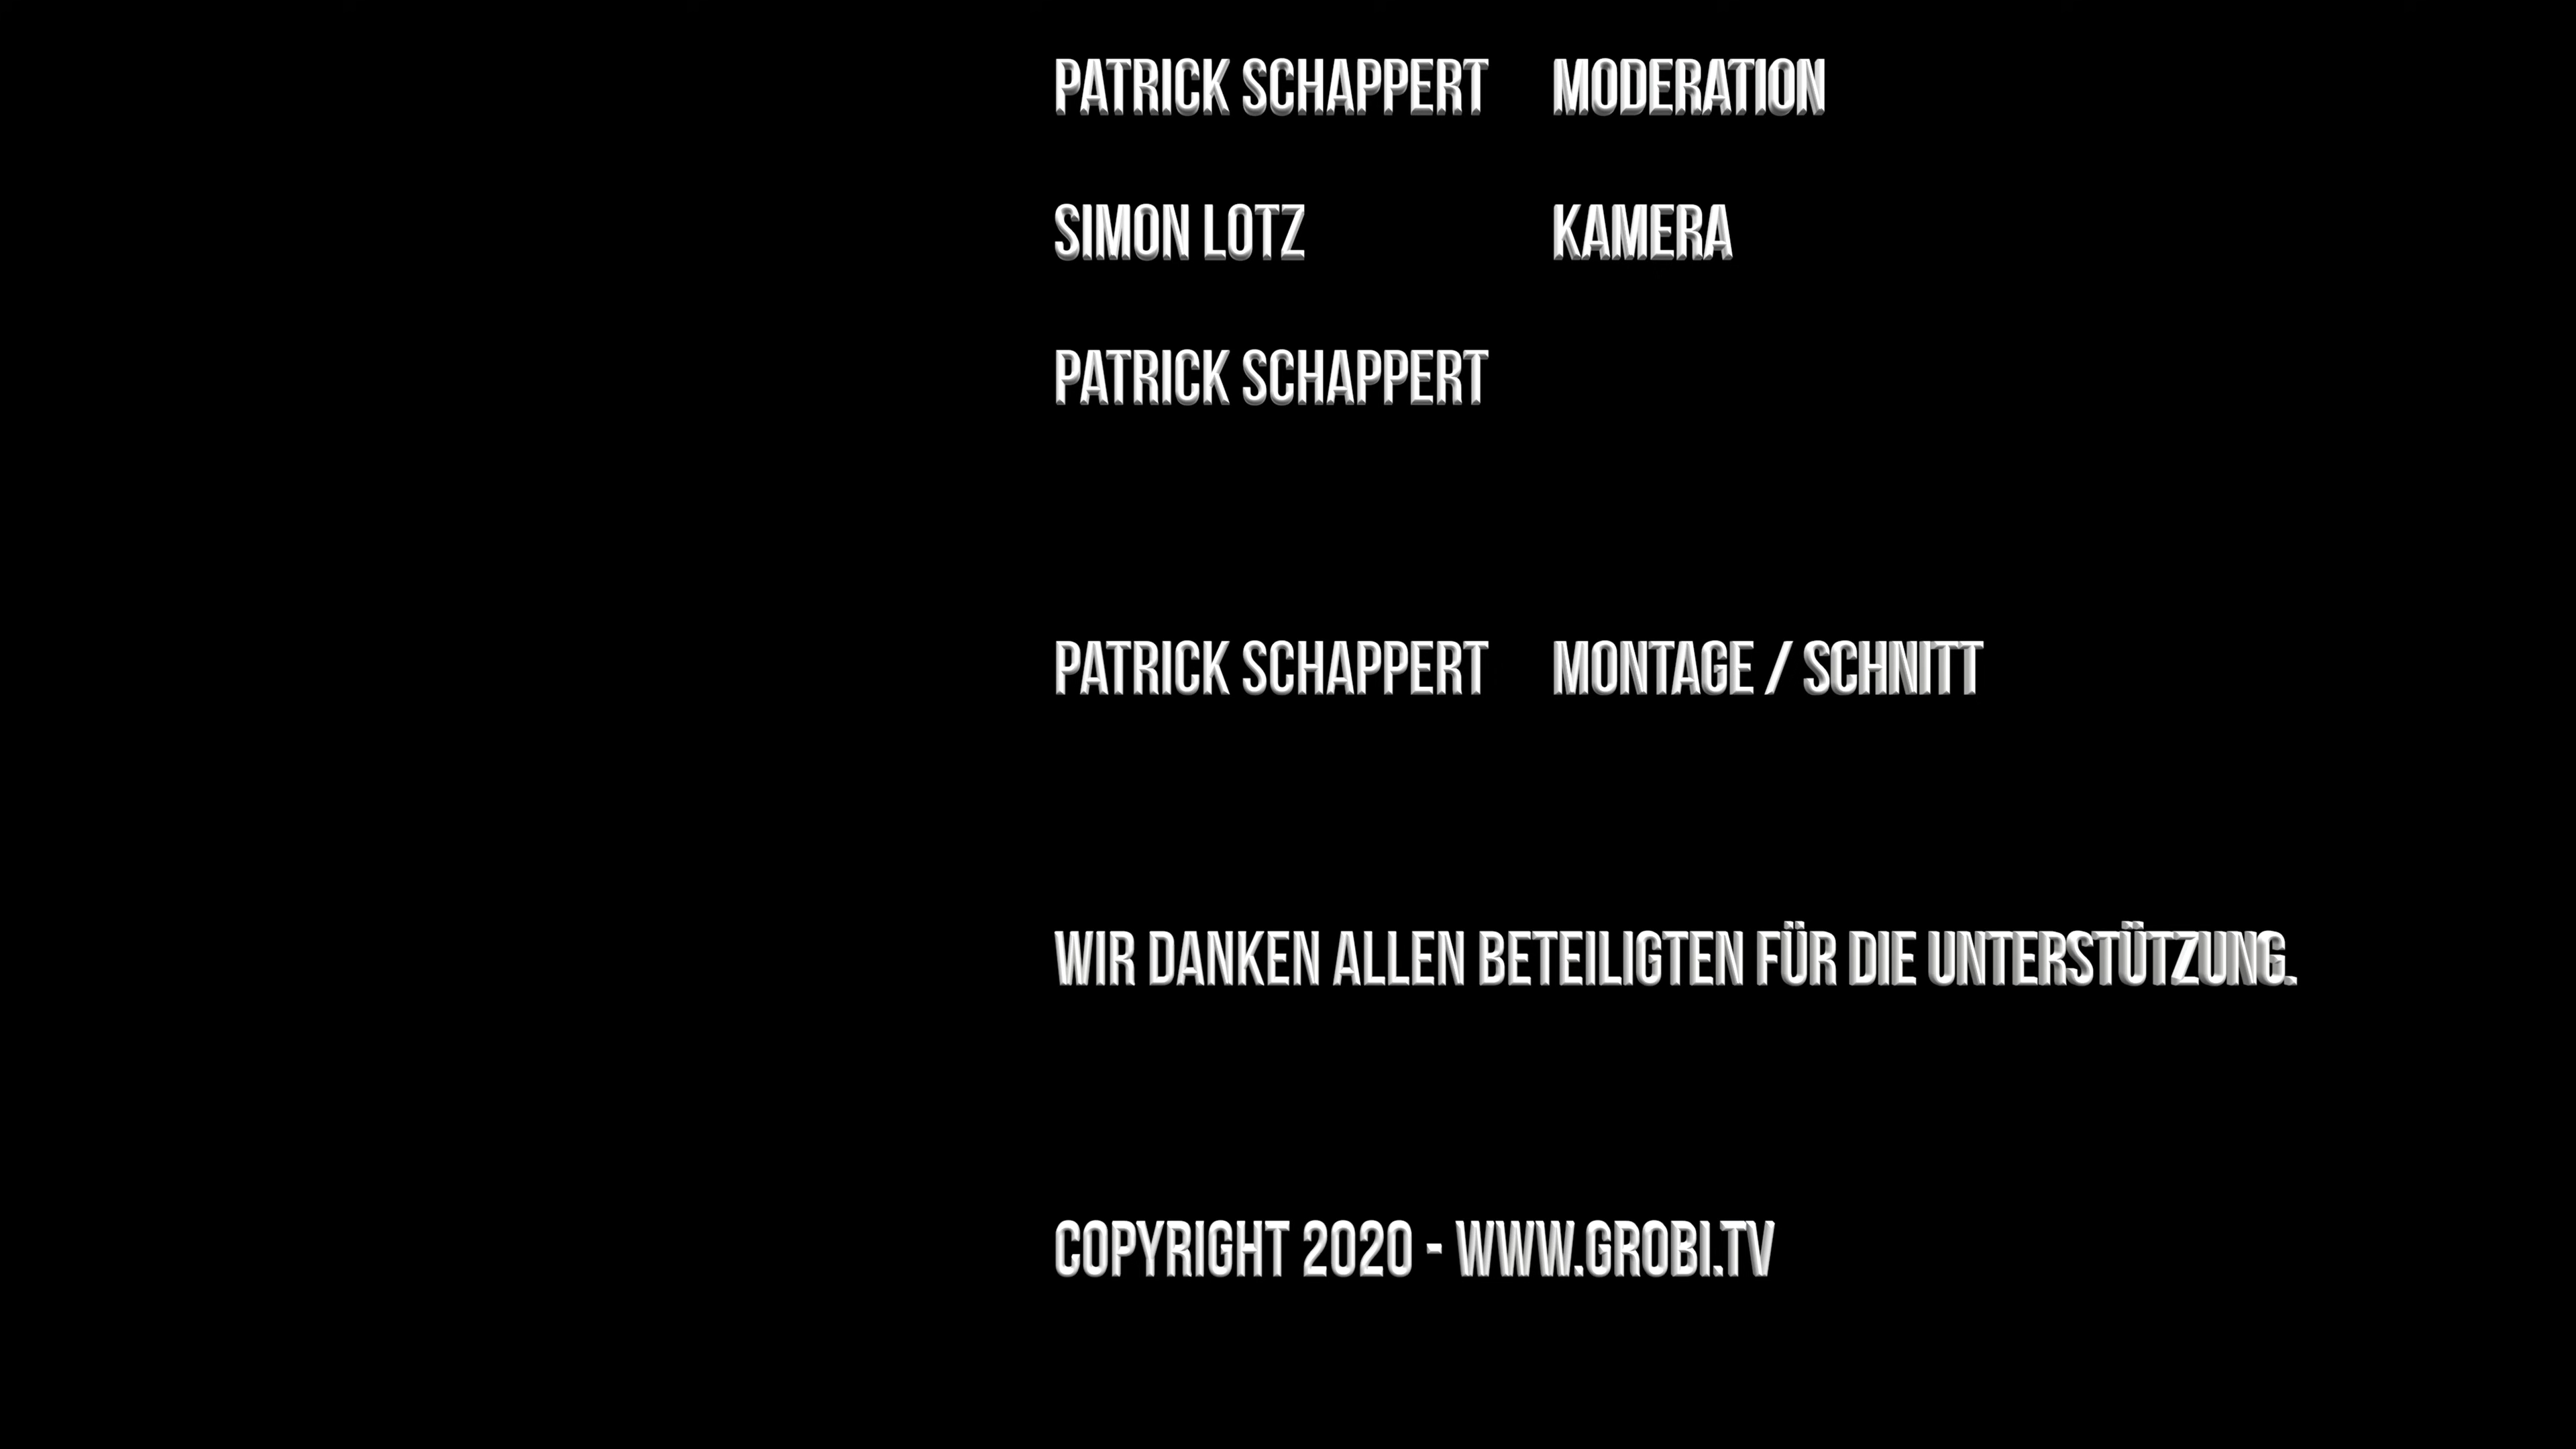 PATRICK SCHAPPERT MODERATION
SIMON LOTZ KAMERA
PATRICK SCHAPPERT
PATRICK SCHAPPERT MONTAGE / SCHNITT
WIR DANKEN ALLEN BETEILIGTEN FÜR DIE UNTERSTÜTZUNG.
COPYRIGHT 2020 - WWW.GROBI.TV